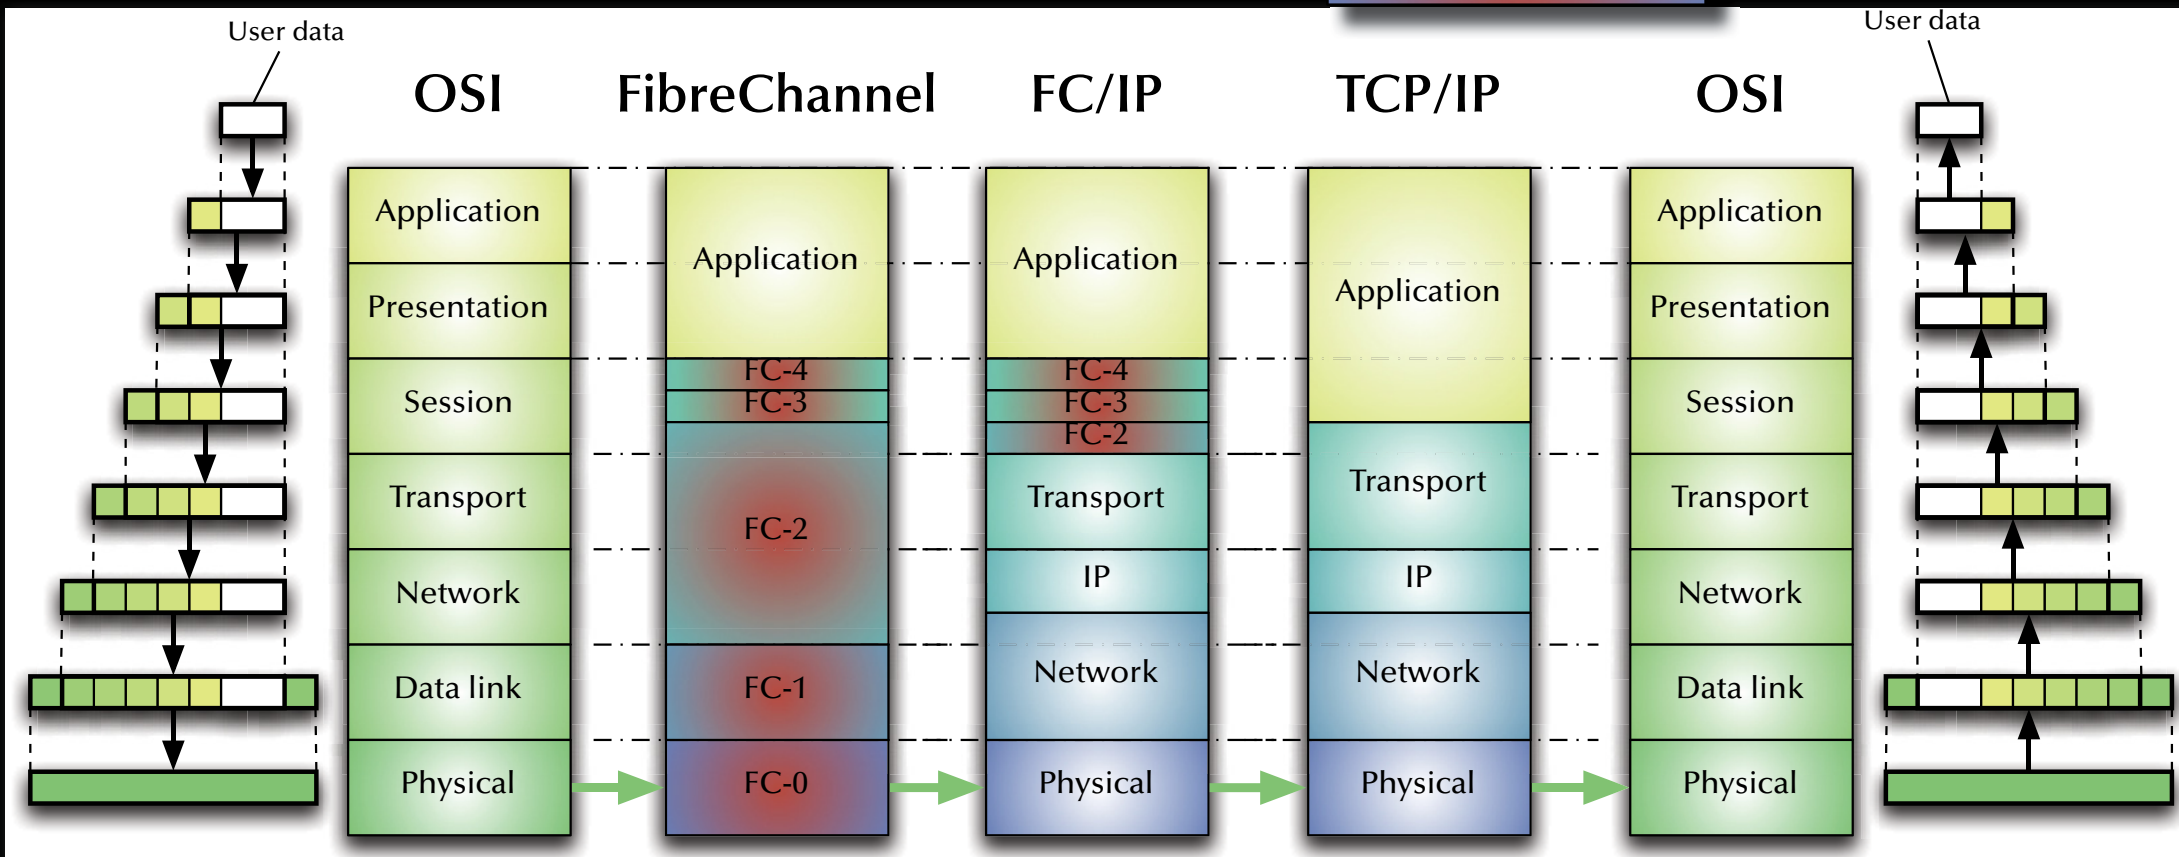 User data
User data
OSI
FibreChannel
FC/IP
TCP/IP
OSI
Application
Presentation
Session
Transport
Network
Data link
Physical
Application
FC-4
FC-3
FC-2
FC-1
FC-0
Application
FC-4
FC-3
FC-2
Transport
IP
Network
Physical
Application
Transport
IP
Network
Physical
Application
Presentation
Session
Transport
Network
Data link
Physical